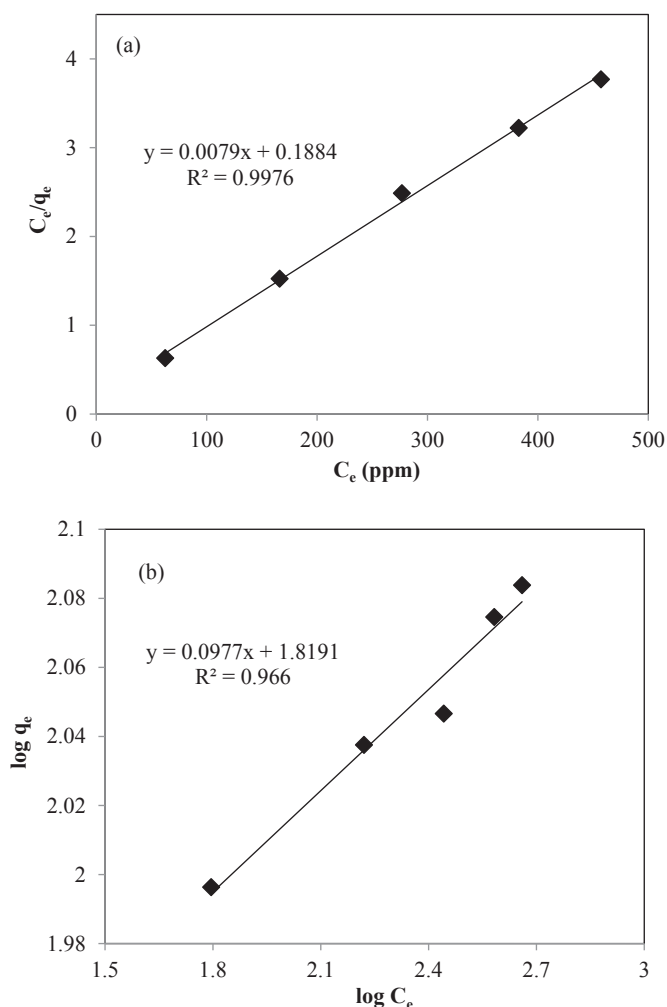 (a)
4
3
2
1
0
y = 0.0079x + 0.1884
R² = 0.9976
Cₑ/qₑ
0 100 200 300 400 500
Cₑ (ppm)
2.1
2.08
2.06
2.04
2.02
2
1.98
(b)
y = 0.0977x + 1.8191
R² = 0.966
log qₑ
1.5 1.8 2.1 2.4 2.7 3
log Cₑ